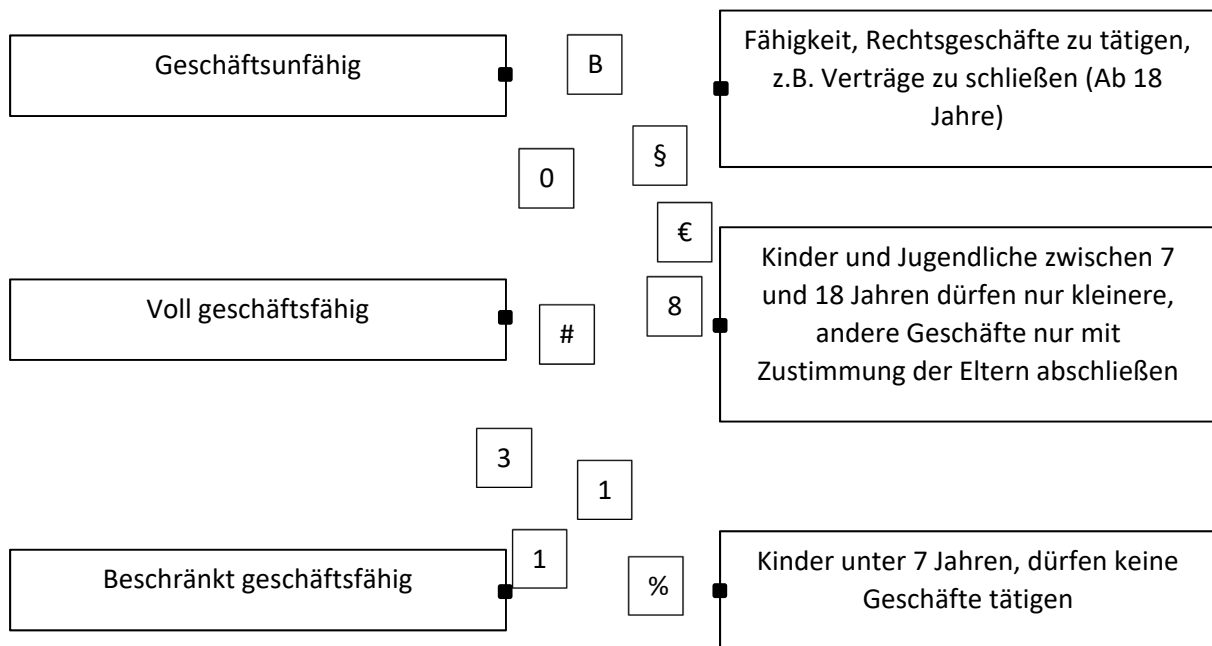 Geschäftsunfähig
B
Fähigkeit, Rechtsgeschäfte zu tätigen,
z.B. Verträge zu schließen (Ab 18
Jahre)
§
0
€
Voll geschäftsfähig
#
8
Kinder und Jugendliche zwischen 7
und 18 Jahren dürfen nur kleinere,
andere Geschäfte nur mit
Zustimmung der Eltern abschließen
3
1
Beschränkt geschäftsfähig
1
%
Kinder unter 7 Jahren, dürfen keine
Geschäfte tätigen